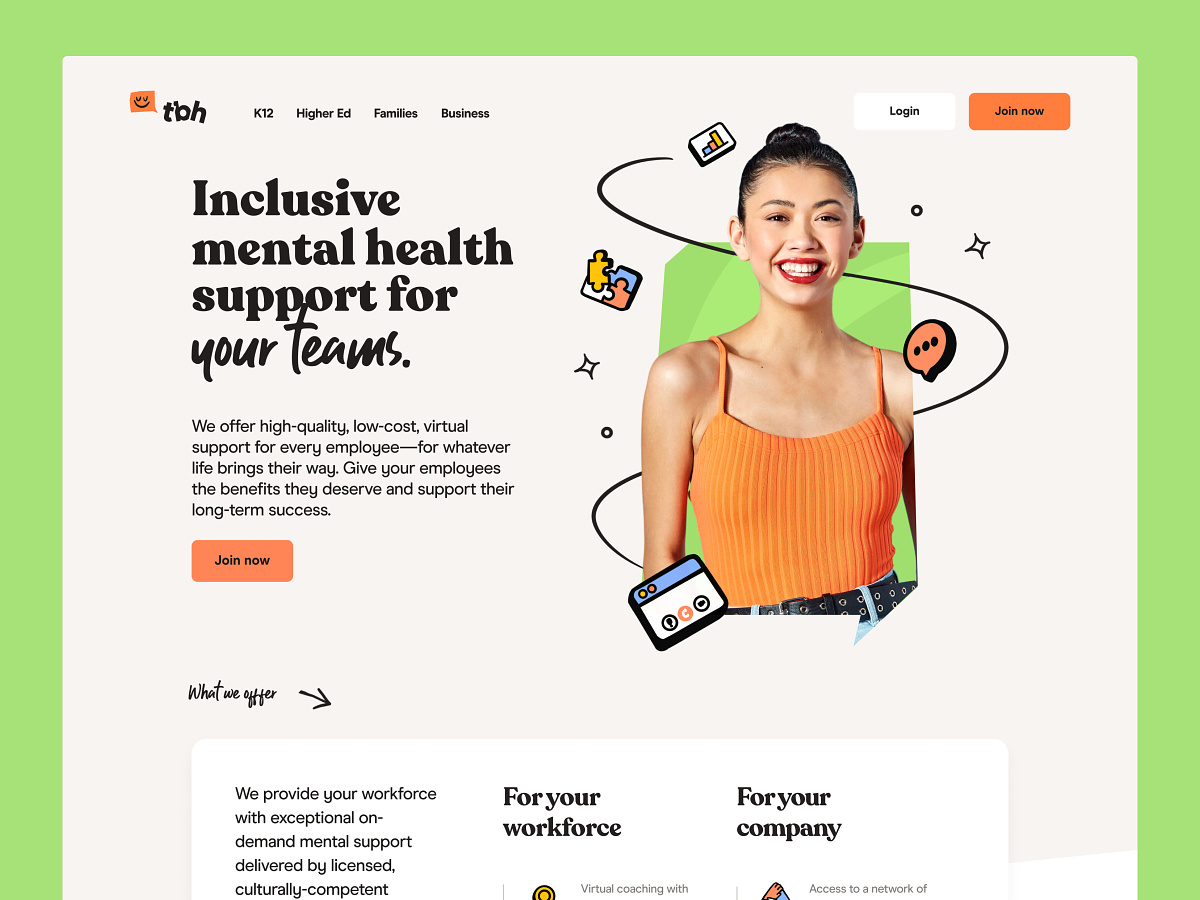 tbh
K12
Higher Ed
Families
Business
Login
Join now
Inclusive
mental health
support for
your teams.
We offer high-quality, low-cost, virtual
support for every employee—for whatever
life brings their way. Give your employees
the benefits they deserve and support their
long-term success.
Join now
What we offer
We provide your workforce
with exceptional on-
demand mental support
delivered by licensed,
culturally-competent
For your
workforce
Virtual coaching with
For your
company
Access to a network of